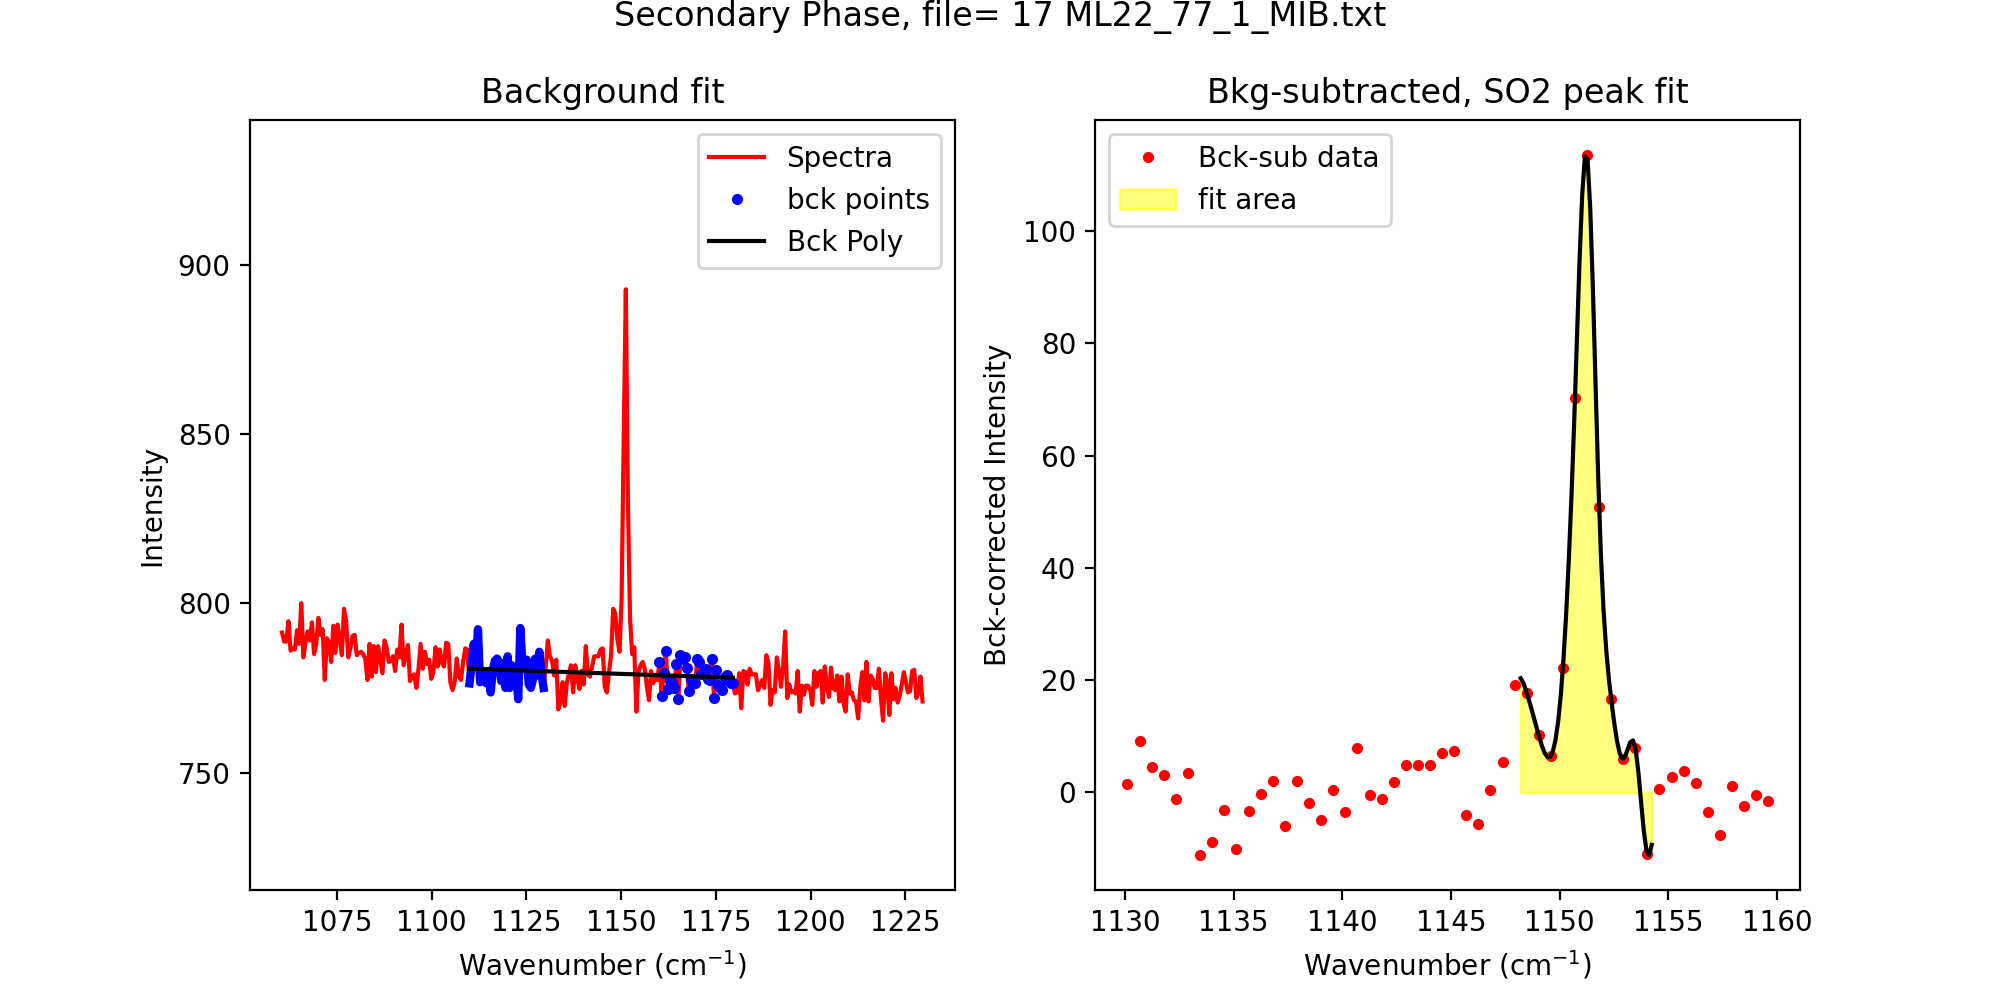 Secondary Phase, file= 17 ML22_77_1_MIB.txt
Background fit
Spectra
bck points
Bck Poly
Intensity
900
850
800
750
1075 1100 1125 1150 1175 1200 1225
Wavenumber (cm⁻¹)
Bkg-subtracted, SO2 peak fit
Bck-sub data
fit area
Bck-corrected Intensity
100
80
60
40
20
0
1130 1135 1140 1145 1150 1155 1160
Wavenumber (cm⁻¹)